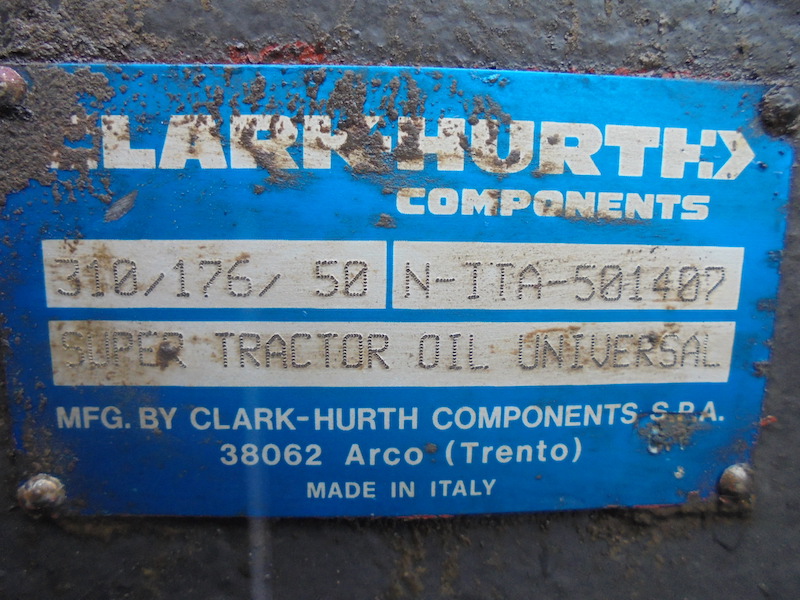 CLARK-HURTH
COMPONENTS
310/176/ 50 N-ITA-501407
SUPER TRACTOR OIL UNIVERSAL
MFG. BY CLARK-HURTH COMPONENTS S.P.A.
38062 Arco (Trento)
MADE IN ITALY